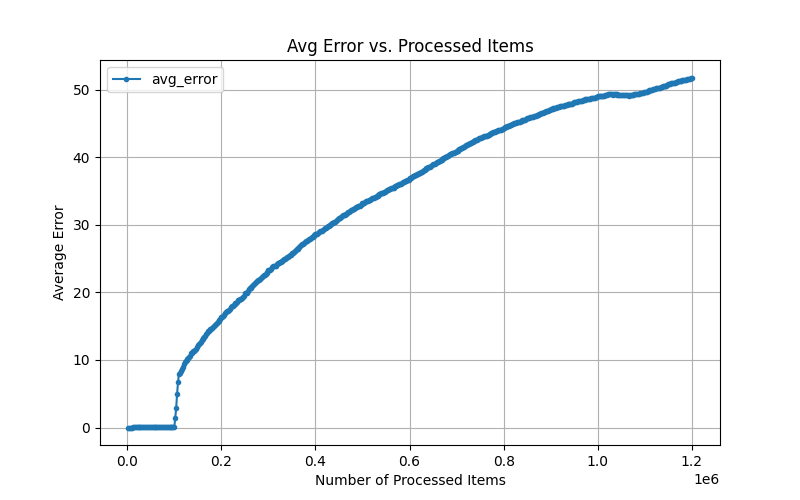 Avg Error vs. Processed Items
avg_error
Average Error
50
40
30
20
10
0
0.0 0.2 0.4 0.6 0.8 1.0 1.2
1e6
Number of Processed Items